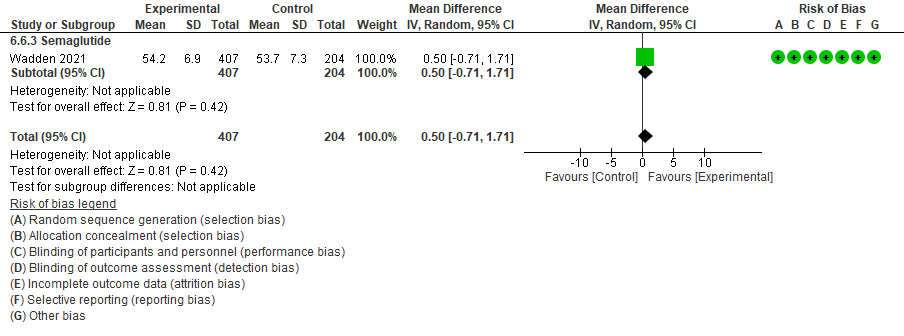 Experimental Control Mean Difference Mean Difference Risk of Bias
Study or Subgroup Mean SD Total Mean SD Total Weight IV, Random, 95% CI IV, Random, 95% CI A B C D E F G
6.6.3 Semaglutide
Wadden 2021 54.2 6.9 407 53.7 7.3 204 100.0% 0.50 [-0.71, 1.71]
Subtotal (95% CI) 407 204 100.0% 0.50 [-0.71, 1.71]
Heterogeneity: Not applicable
Test for overall effect: Z = 0.81 (P = 0.42)
Total (95% CI) 407 204 100.0% 0.50 [-0.71, 1.71]
Heterogeneity: Not applicable
Test for overall effect: Z = 0.81 (P = 0.42)
Test for subgroup differences: Not applicable
-10 -5 0 5 10
Favours [Control] Favours [Experimental]
Risk of bias legend
(A) Random sequence generation (selection bias)
(B) Allocation concealment (selection bias)
(C) Blinding of participants and personnel (performance bias)
(D) Blinding of outcome assessment (detection bias)
(E) Incomplete outcome data (attrition bias)
(F) Selective reporting (reporting bias)
(G) Other bias